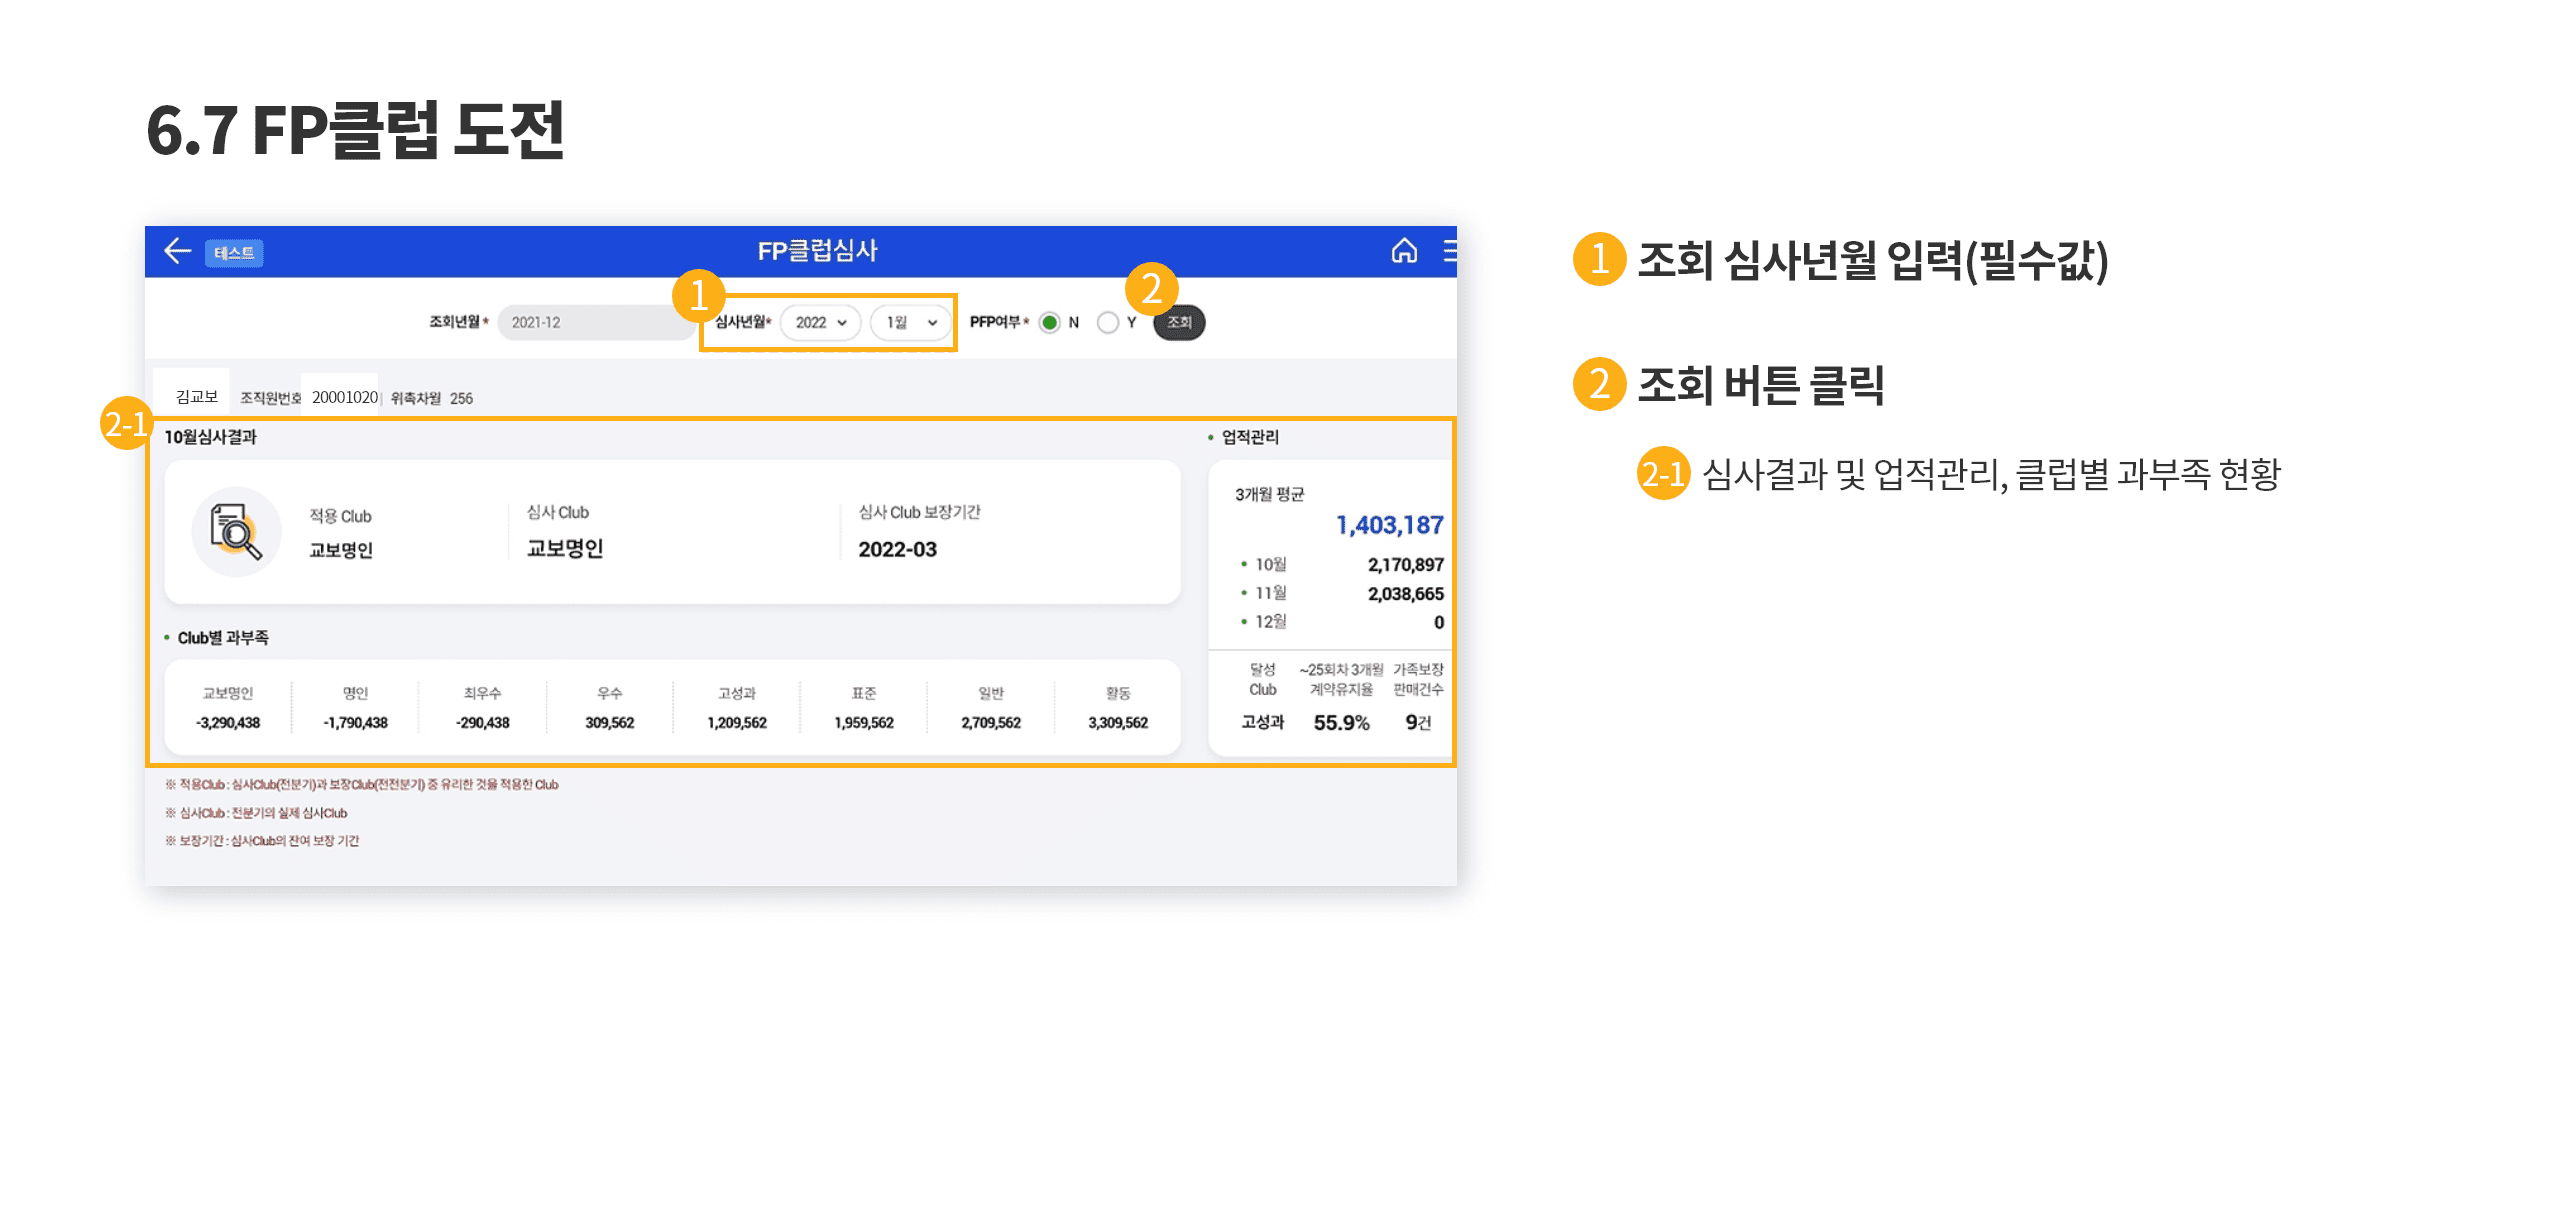 6.7 FP클럽 도전
테스트
FP클럽심사
1
2
조회년월* 2021-12 심사년월* 2022 1월 PFP여부* N Y 조회
김교보 조직원번호 20001020 | 위촉차월 256
2-1
10월심사결과
적용 Club
교보명인
심사 Club
교보명인
심사 Club 보장기간
2022-03
• Club별 과부족
교보명인 명인 최우수 우수 고성과 표준 일반 활동
-3,290,438 -1,790,438 -290,438 309,562 1,209,562 1,959,562 2,709,562 3,309,562
• 업적관리
3개월 평균
1,403,187
• 10월 2,170,897
• 11월 2,038,665
• 12월 0
달성 ~25회차 3개월 가족보장
Club 계약유지율 판매건수
고성과 55.9% 9건
※ 적용Club : 심사Club(전분기)과 보장Club(전전분기) 중 유리한 것을 적용한 Club
※ 심사Club : 전분기의 실제 심사Club
※ 보장기간 : 심사Club의 잔여 보장 기간
1 조회 심사년월 입력(필수값)
2 조회 버튼 클릭
2-1 심사결과 및 업적관리, 클럽별 과부족 현황